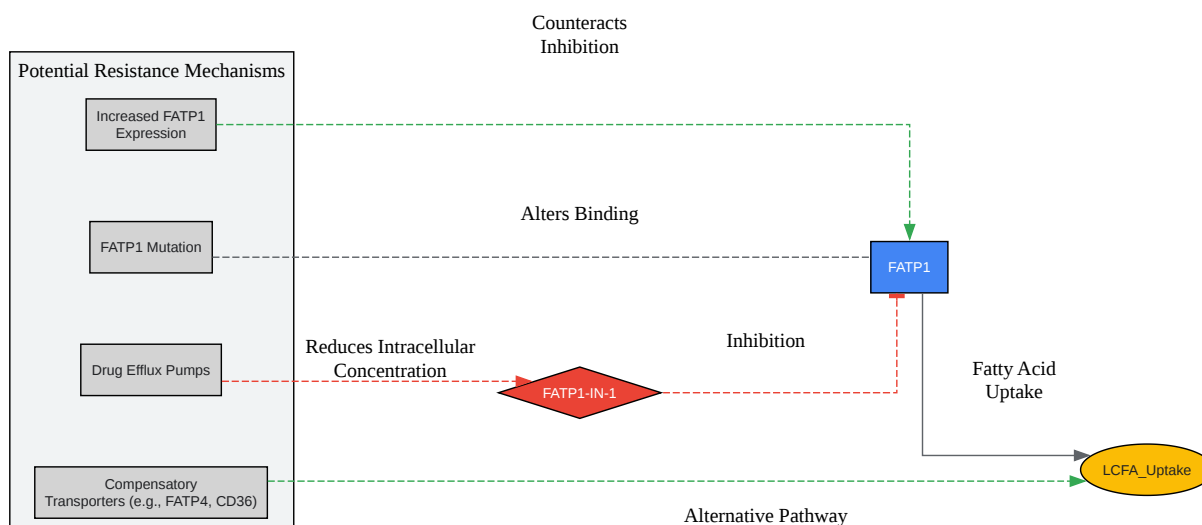 Counteracts
Inhibition
Potential Resistance Mechanisms
Increased FATP1
Expression
Alters Binding
FATP1 Mutation
FATP1
Reduces Intracellular
Concentration
Inhibition
Drug Efflux Pumps
FATP1-IN-1
Fatty Acid
Uptake
Compensatory
Transporters (e.g., FATP4, CD36)
LCFA_Uptake
Alternative Pathway